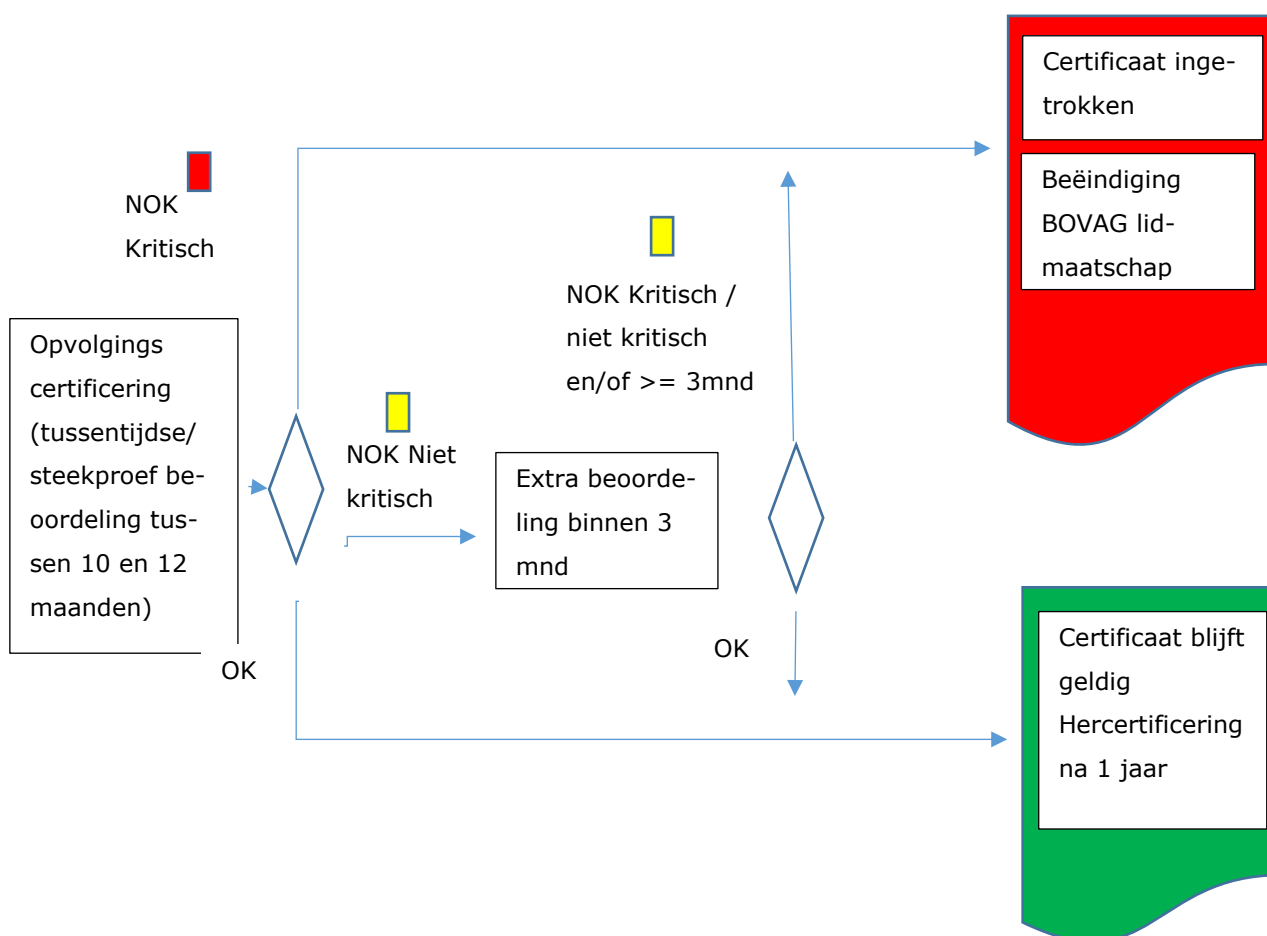 Certificaat inge-
trokken
Beëindiging
BOVAG lid-
maatschap
NOK
Kritisch
NOK Kritisch /
niet kritisch
en/of >= 3mnd
Opvolgings
certificering
(tussentijdse/
steekproef be-
oordeling tus-
sen 10 en 12
maanden)
NOK Niet
kritisch
Extra beoorde-
ling binnen 3
mnd
OK
OK
Certificaat blijft
geldig
Hercertificering
na 1 jaar